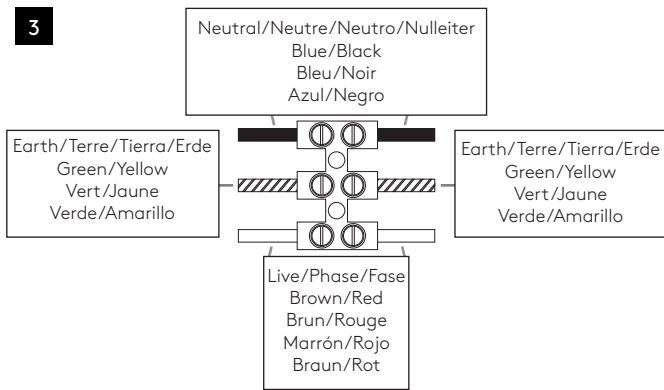 3
Neutral/Neutre/Neutro/Nulleiter
Blue/Black
Bleu/Noir
Azul/Negro
Earth/Terre/Tierra/Erde
Green/Yellow
Vert/Jaune
Verde/Amarillo
Earth/Terre/Tierra/Erde
Green/Yellow
Vert/Jaune
Verde/Amarillo
Live/Phase/Fase
Brown/Red
Brun/Rouge
Marrón/Rojo
Braun/Rot